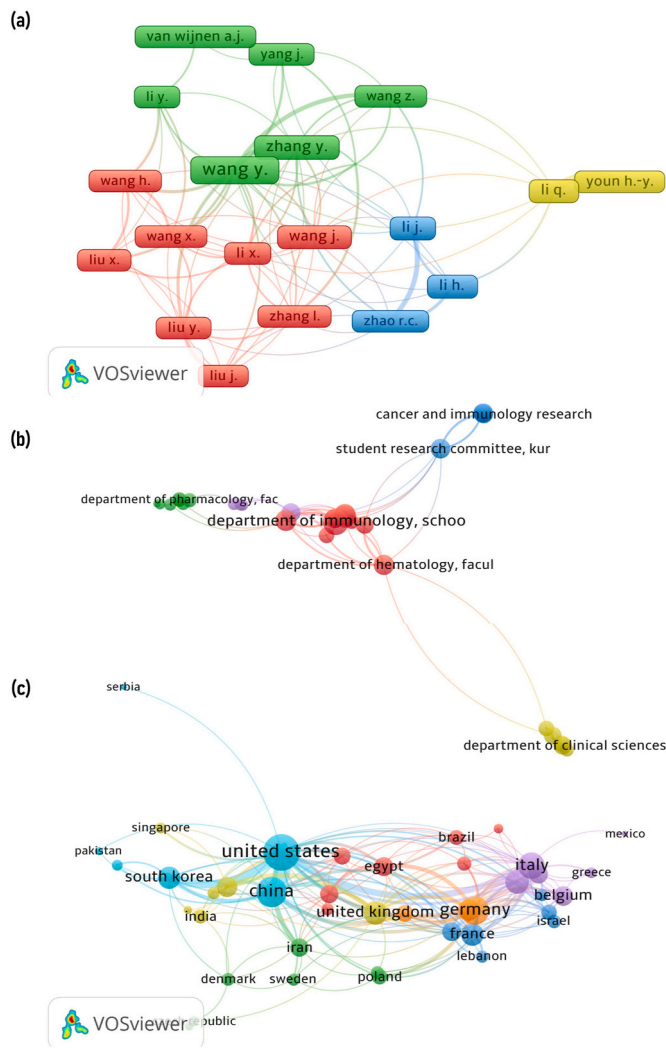 (a)
van wijnen a.j.
yang j.
li y.
wang z.
zhang y.
wang y.
wang h.
li q.
youn h.-y.
wang x.
wang j.
li j.
liu x.
li x.
li h.
liu y.
zhang l.
zhao r.c.
liu j.
VOSviewer
(b)
cancer and immunology research
student research committee, kur
department of pharmacology, fac
department of immunology, schoo
department of hematology, facul
department of clinical sciences
(c)
serbia
singapore
brazil
mexico
pakistan
united states
egypt
italy
greece
south korea
china
belgium
india
united kingdom
germany
israel
iran
france
lebanon
denmark
sweden
poland
republic
VOSviewer